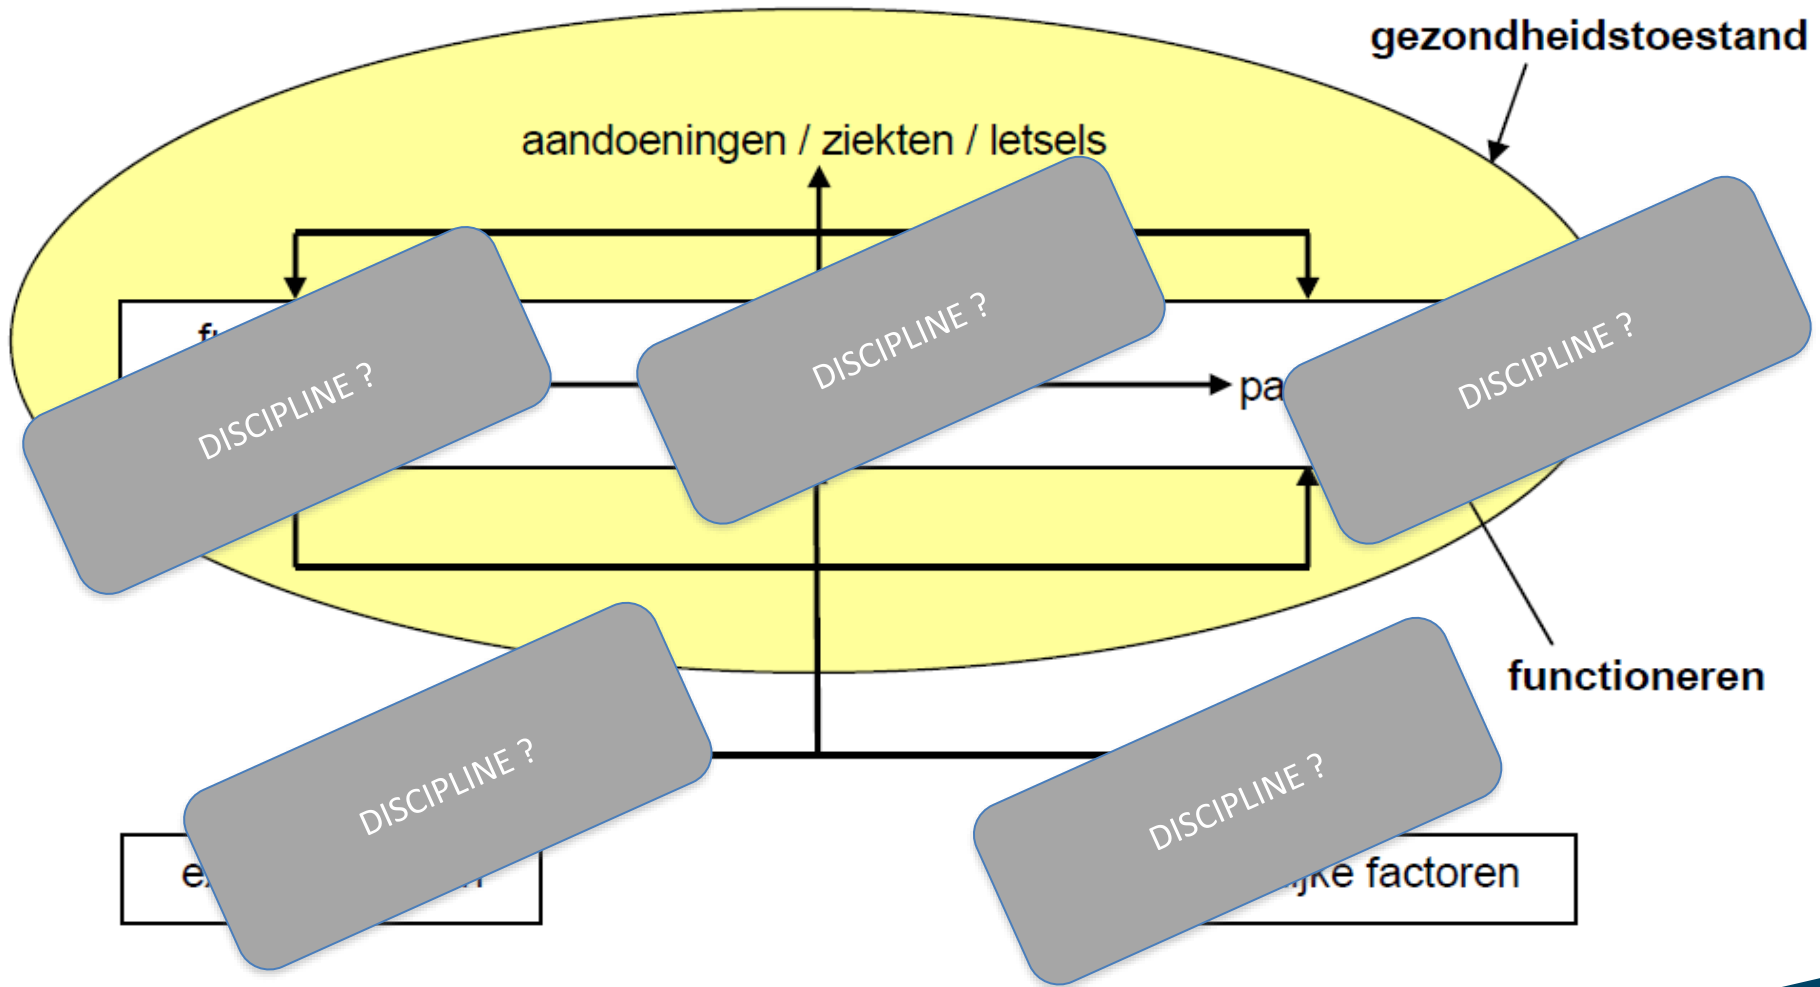 gezondheidstoestand
aandoeningen / ziekten / letsels
DISCIPLINE ?
DISCIPLINE ?
DISCIPLINE ?
functioneren
DISCIPLINE ?
DISCIPLINE ?
factoren